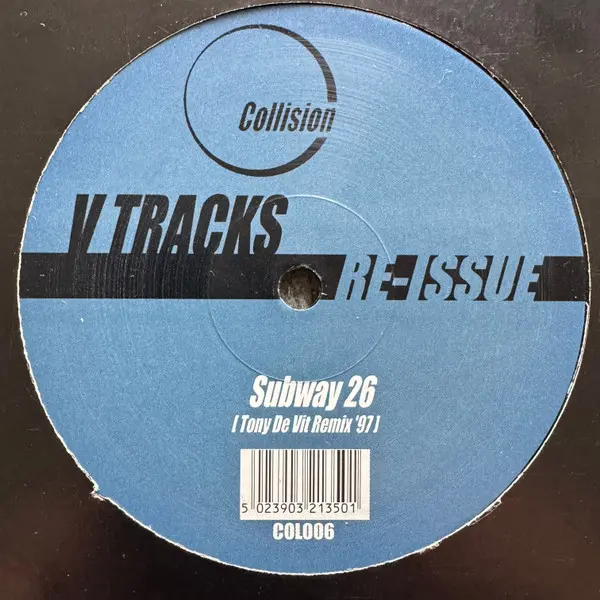 Collision
V TRACKS
RE-ISSUE
Subway 26
[ Tony De Vit Remix '97 ]
5 023903 213501
COL006